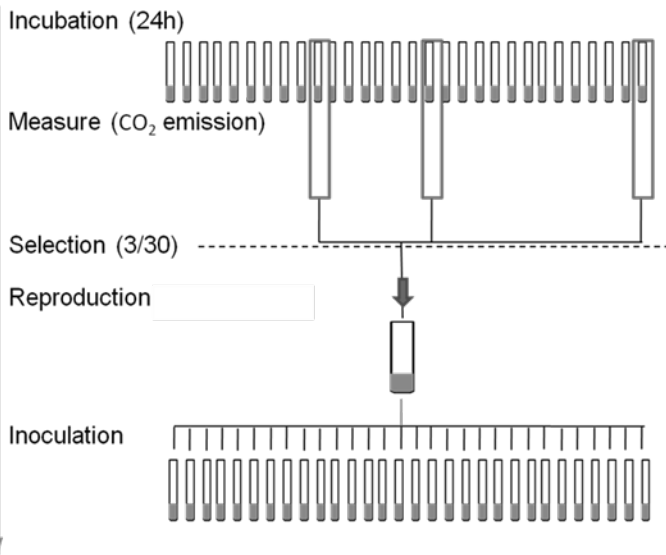 Incubation (24h)
Measure (CO₂ emission)
Selection (3/30)
Reproduction
Inoculation